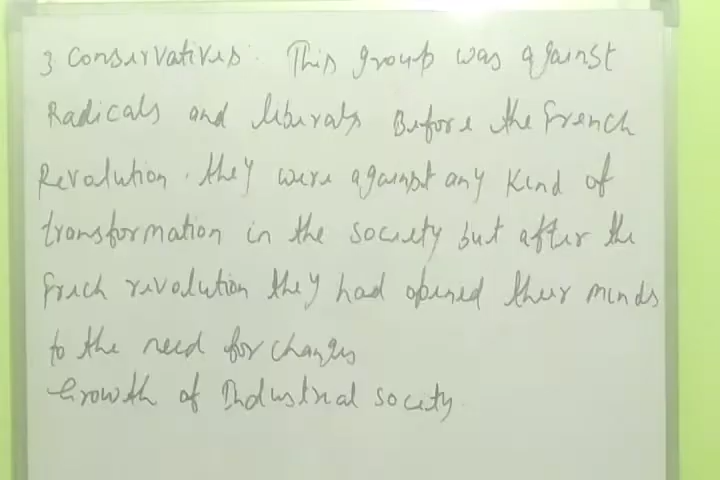 3 Conservatives. This group was against
Radicals and liberals Before the French
Revolution. they were against any kind of
transformation in the society but after the
Frech revolution they had opened their minds
to the need for changes
Growth of Industrial society.